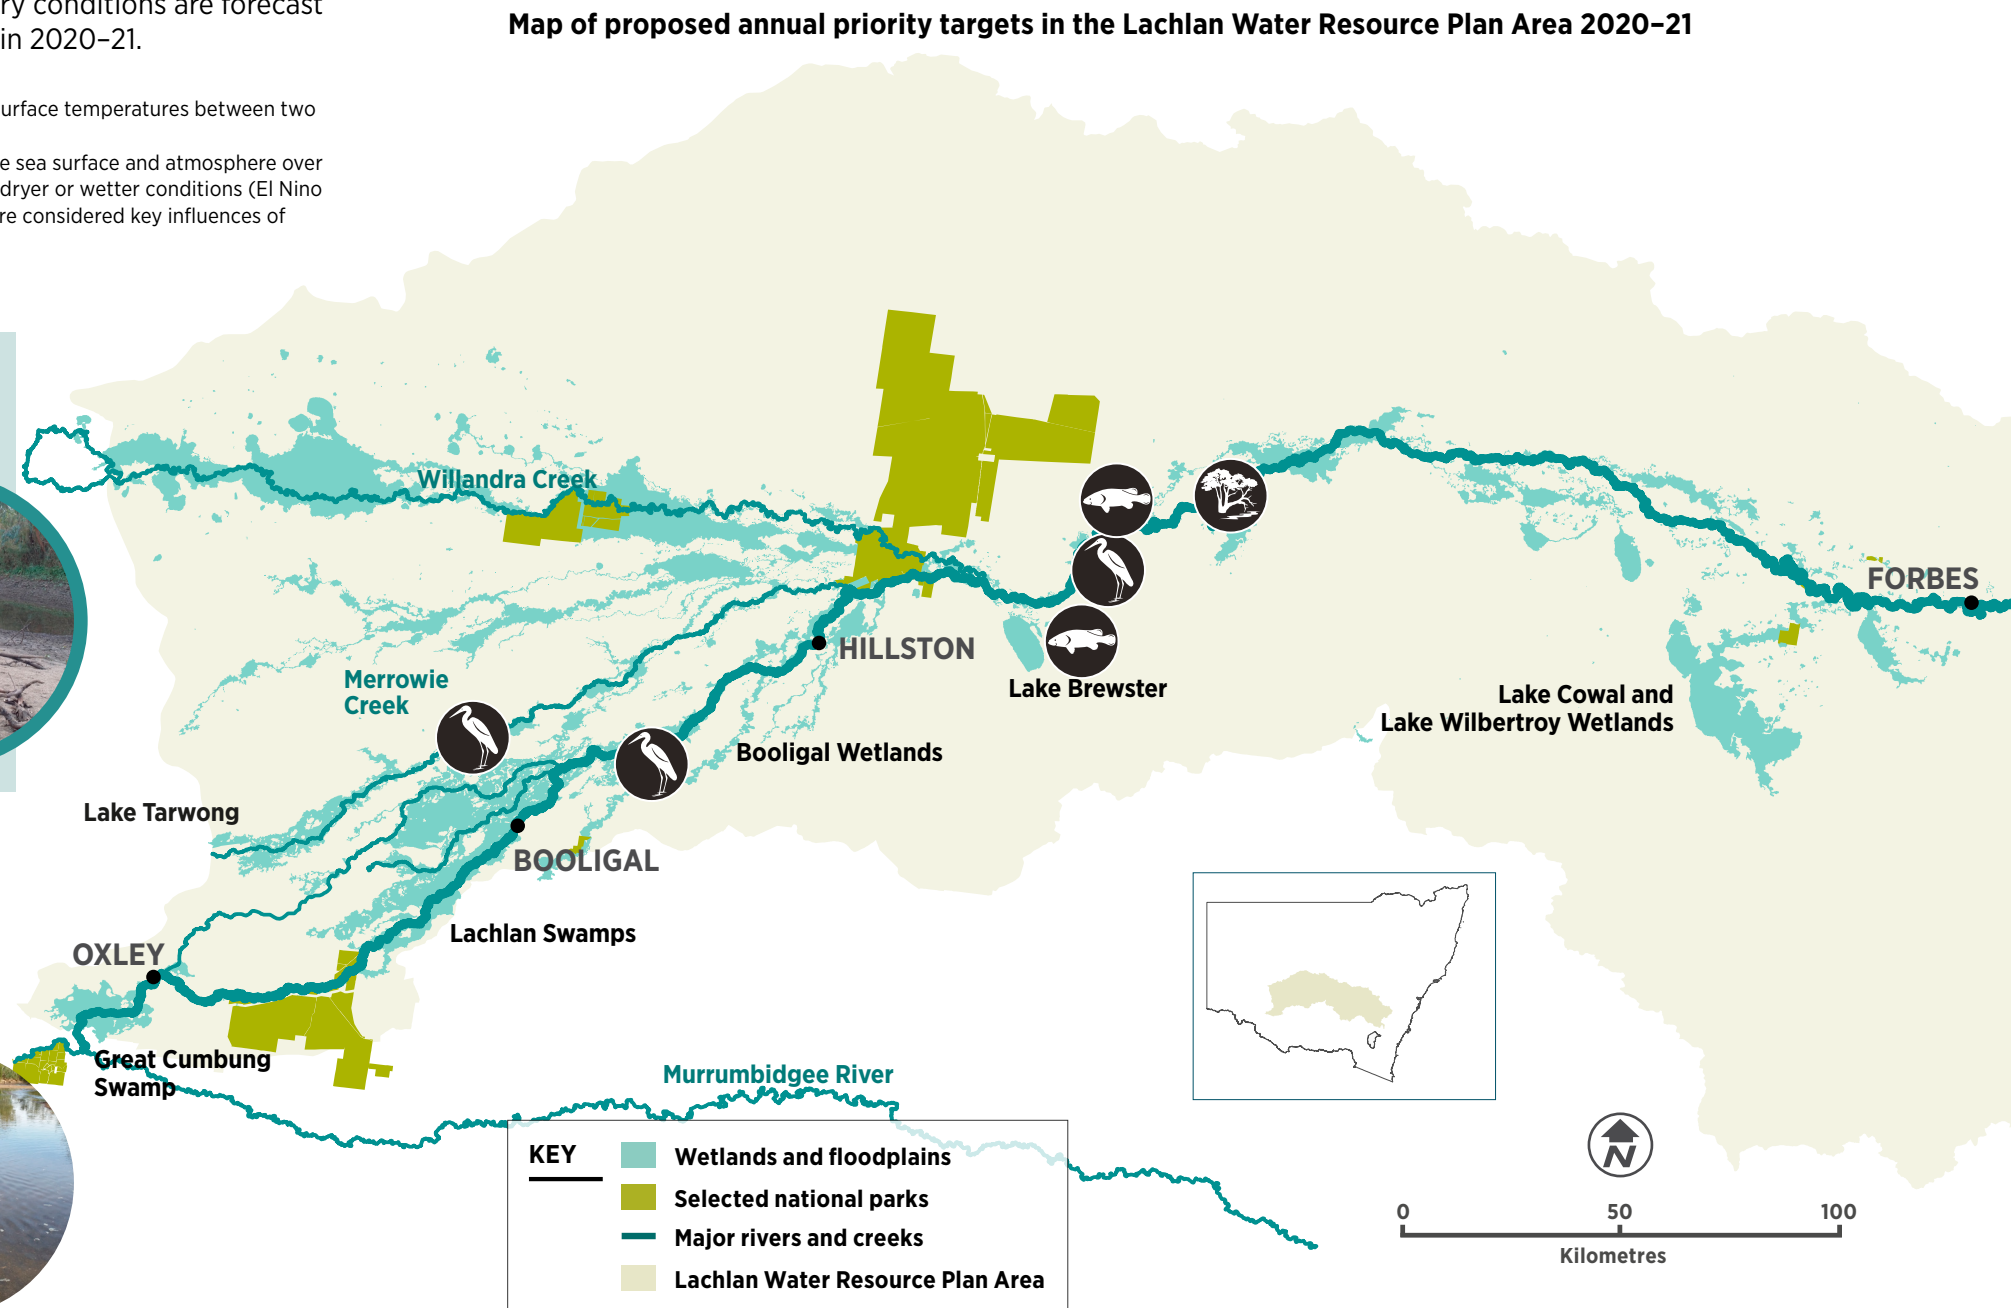 ry conditions are forecast
in 2020–21.
urface temperatures between two
e sea surface and atmosphere over
dryer or wetter conditions (El Nino
re considered key influences of
Map of proposed annual priority targets in the Lachlan Water Resource Plan Area 2020–21
Willandra Creek
FORBES
HILLSTON
Merrowie
Creek
Lake Brewster
Lake Cowal and
Lake Wilbertroy Wetlands
Booligal Wetlands
Lake Tarwong
BOOLIGAL
Lachlan Swamps
OXLEY
Great Cumbung
Swamp
Murrumbidgee River
KEY
Wetlands and floodplains
Selected national parks
Major rivers and creeks
Lachlan Water Resource Plan Area
N
0 50 100
Kilometres